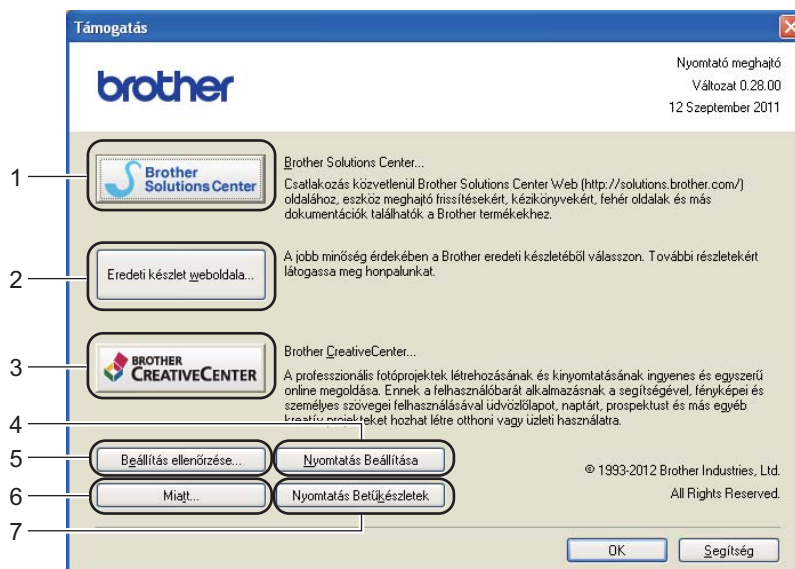 Támogatás
brother
Nyomtató meghajtó
Változat 0.28.00
12 Szeptember 2011
1
Brother
Solutions Center
Brother Solutions Center...
Csatlakozás közvetlenül Brother Solutions Center Web (http://solutions.brother.com/)
oldalához, eszköz meghajtó frissítésekért, kézikönyvekért, fehér oldalak és más
dokumentációk találhatók a Brother termékekhez.
2
Eredeti készlet weboldala...
A jobb minőség érdekében a Brother eredeti készletéből válasszon. További részletekért
látogassa meg honpalunkat.
3
BROTHER
CREATIVECENTER
Brother CreativeCenter...
A professzionális fotóprojektek létrehozásának és kinyomtatásának ingyenes és egyszerű
online megoldása. Ennek a felhasználóbarát alkalmazásnak a segítségével, fényképei és
személyes szövegei felhasználásával üdvözlőlapot, naptárt, prospektust és más egyéb
kreatív projekteket hozhat létre otthoni vagy üzleti használatra.
4
5
Beállítás ellenőrzése...
Nyomtatás Beállítása
© 1993-2012 Brother Industries, Ltd.
6
Miatt...
Nyomtatás Betűkészletek
All Rights Reserved.
7
OK
Segítség